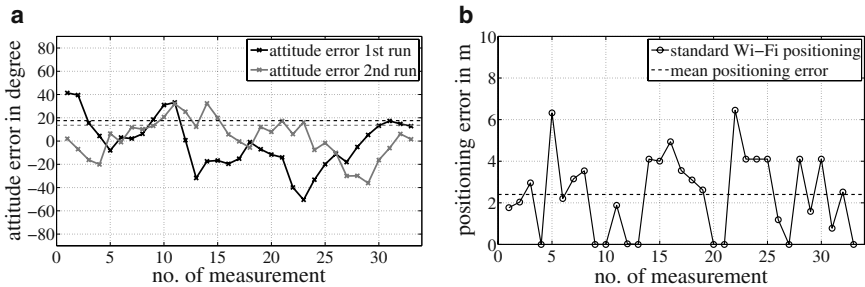 a
attitude error in degree
80
60
40
20
0
−20
−40
−60
−80
attitude error 1st run
attitude error 2nd run
0 5 10 15 20 25 30
no. of measurement
b
positioning error in m
10
8
6
4
2
0
standard Wi−Fi positioning
mean positioning error
0 5 10 15 20 25 30
no. of measurement